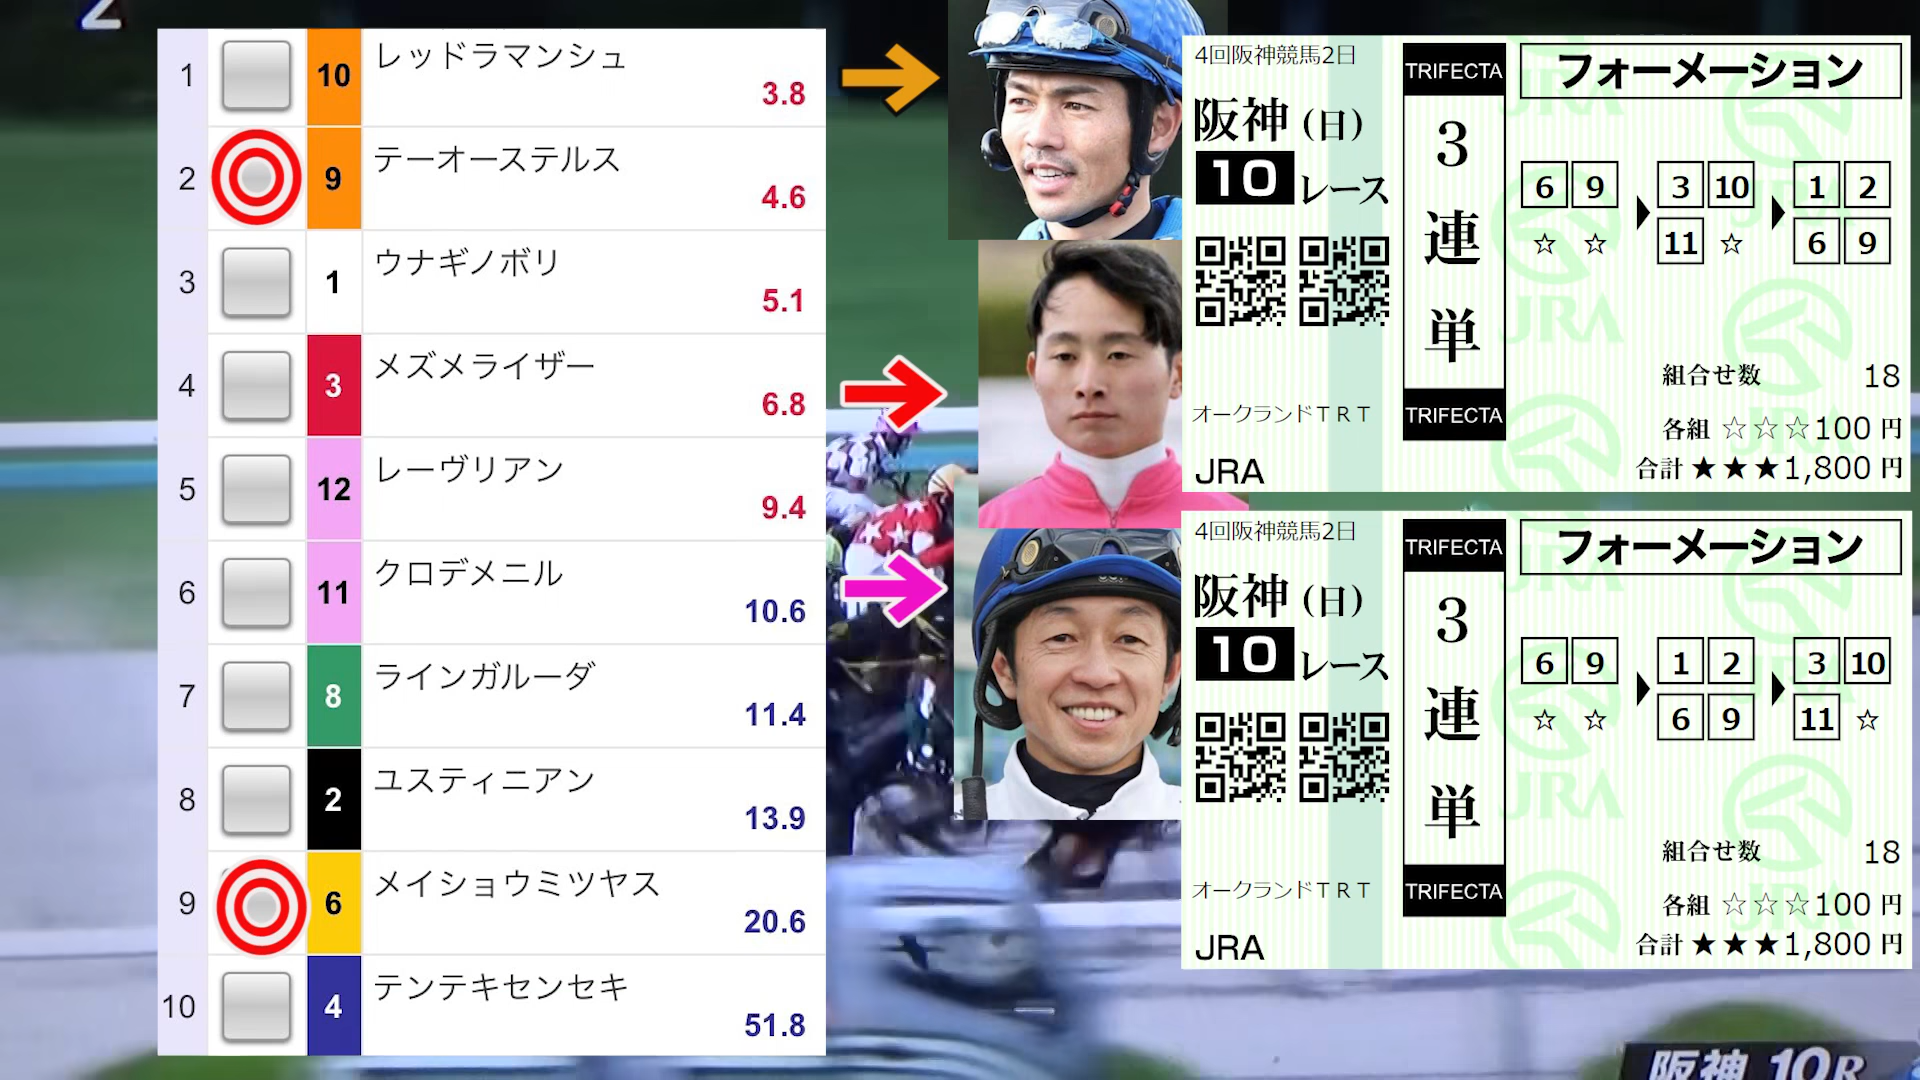 2
1 10 レッドラマンシュ 3.8
2 9 テーオーステルス 4.6
3 1 ウナギノボリ 5.1
4 3 メズメライザー 6.8
5 12 レーヴリアン 9.4
6 11 クロデメニル 10.6
7 8 ラインガルーダ 11.4
8 2 ユスティニアン 13.9
9 6 メイショウミツヤス 20.6
10 4 テンテキセンセキ 51.8
4回阪神競馬2日
阪神(日)
10レース
オークランドTRT
JRA
TRIFECTA
3連単
TRIFECTA
フォーメーション
6 9 3 10 1 2
☆ ☆ 11 ☆ 6 9
組合せ数 18
各組 ☆☆☆100円
合計 ★★★1,800円
4回阪神競馬2日
阪神(日)
10レース
オークランドTRT
JRA
TRIFECTA
3連単
TRIFECTA
フォーメーション
6 9 1 2 3 10
☆ ☆ 6 9 11 ☆
組合せ数 18
各組 ☆☆☆100円
合計 ★★★1,800円
阪神 10R